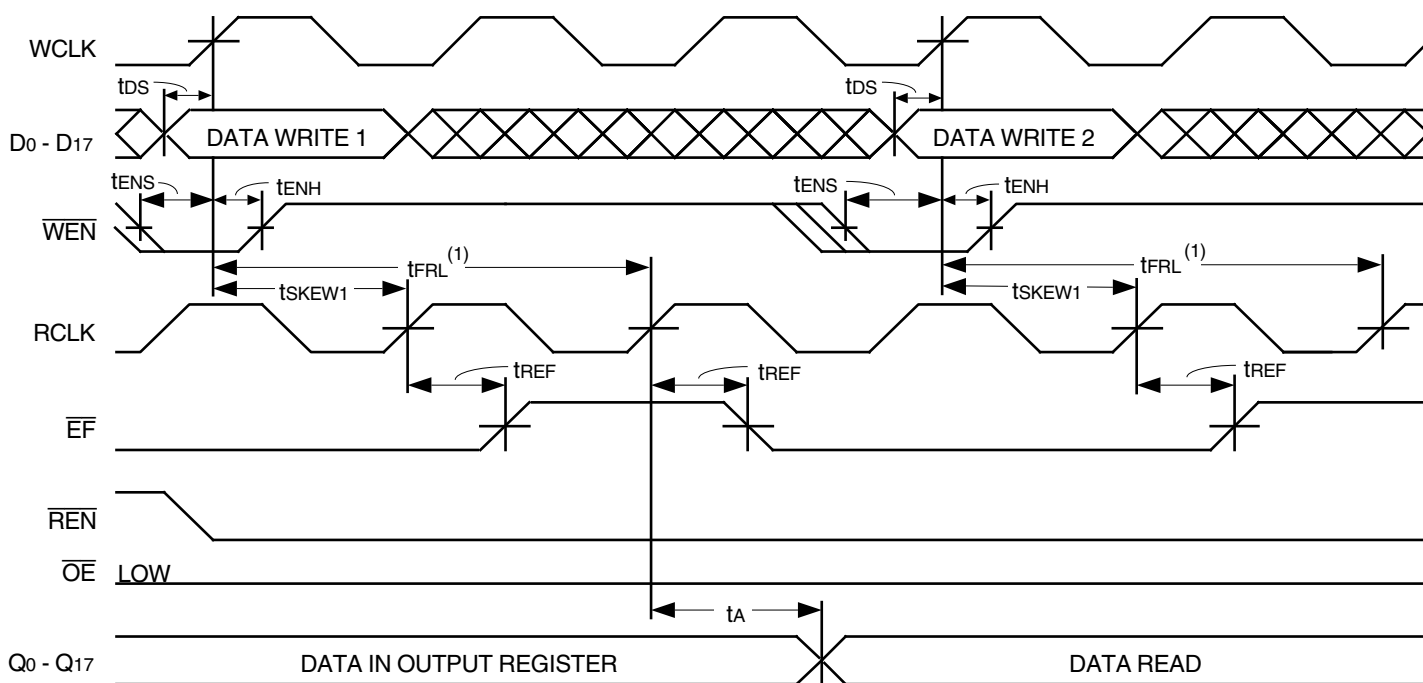 WCLK
tDS tDS
D0 - D17 DATA WRITE 1 DATA WRITE 2
tENS tENH tENS tENH
WEN
tFRL (1) tFRL (1)
tSKEW1 tSKEW1
RCLK
tREF tREF tREF
EF
REN
OE LOW
tA
Q0 - Q17 DATA IN OUTPUT REGISTER DATA READ